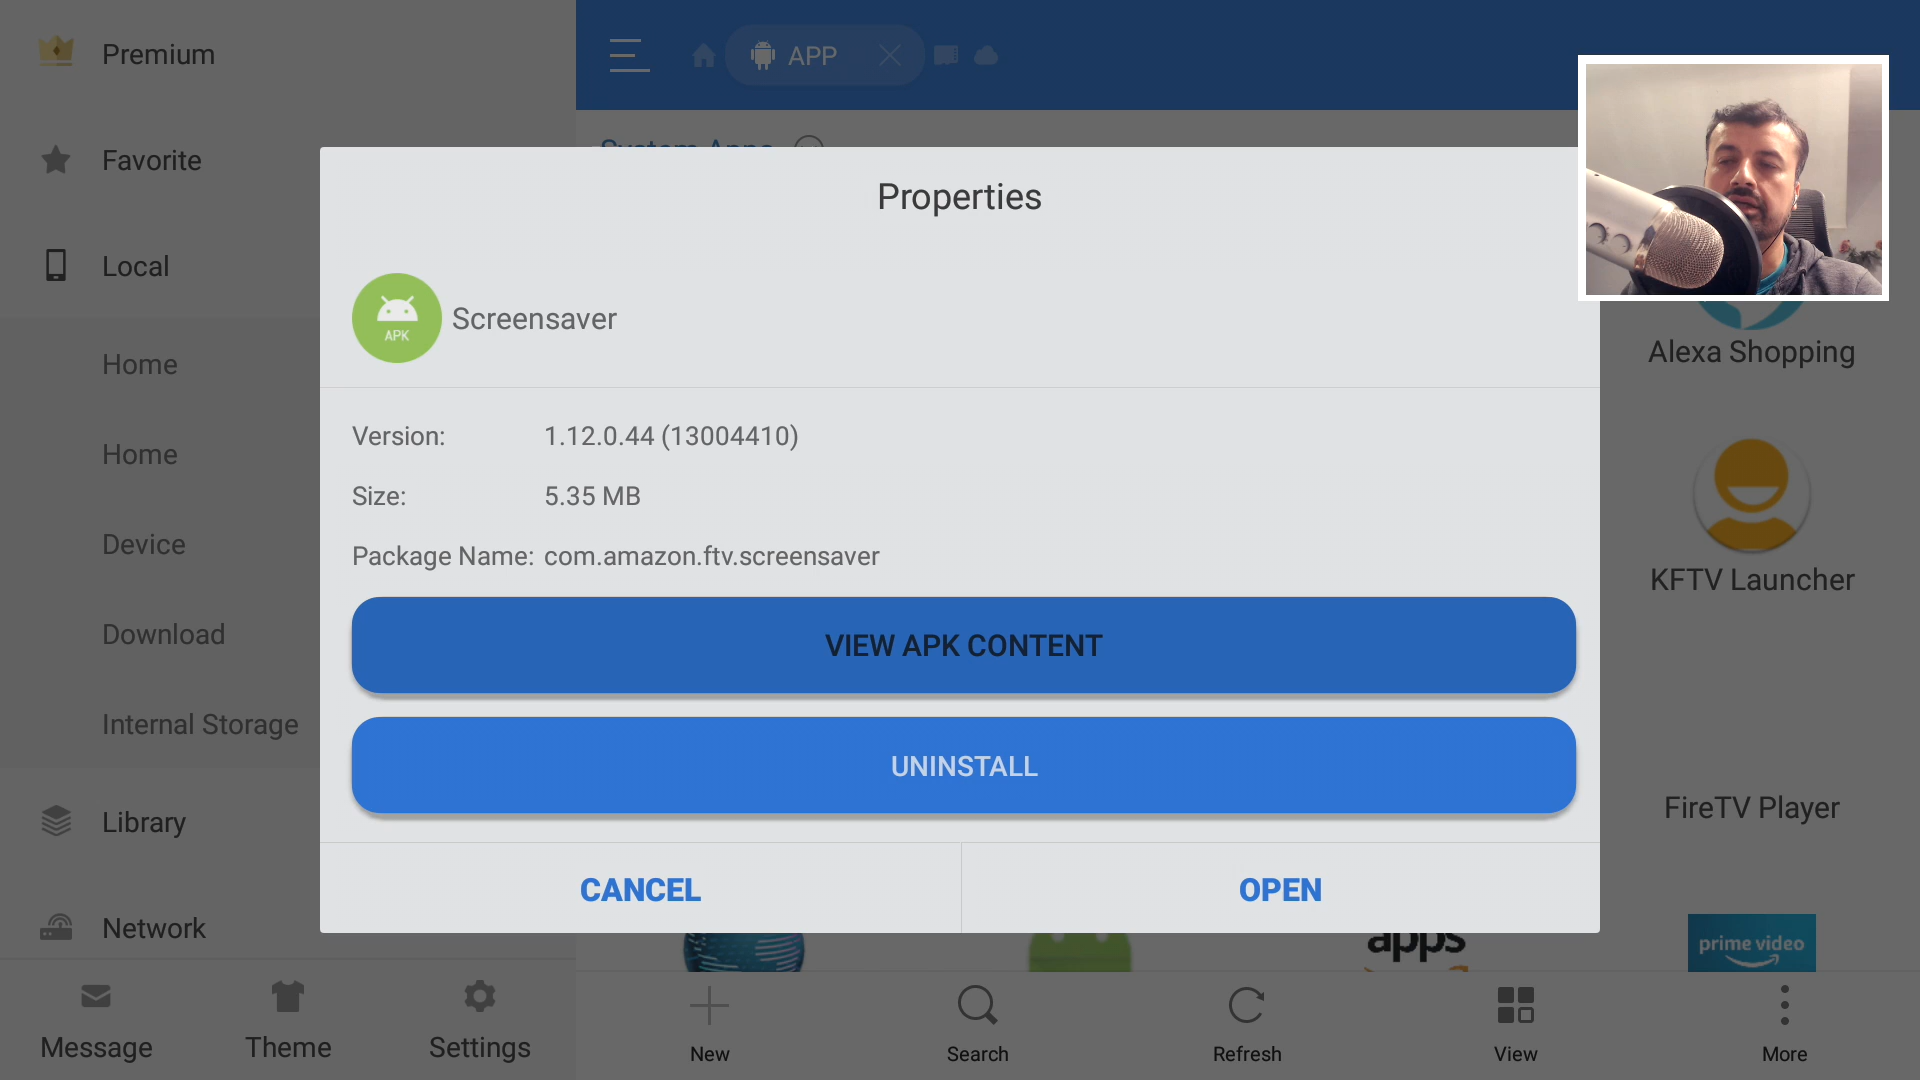 Premium
Favorite
Local
Home
Home
Device
Download
Internal Storage
Library
Network
Message
Theme
Settings
APP
System Apps
Properties
APK
Screensaver
Version: 1.12.0.44 (13004410)
Size: 5.35 MB
Package Name: com.amazon.ftv.screensaver
VIEW APK CONTENT
UNINSTALL
CANCEL
OPEN
Alexa Shopping
KFTV Launcher
FireTV Player
apps
prime video
New
Search
Refresh
View
More